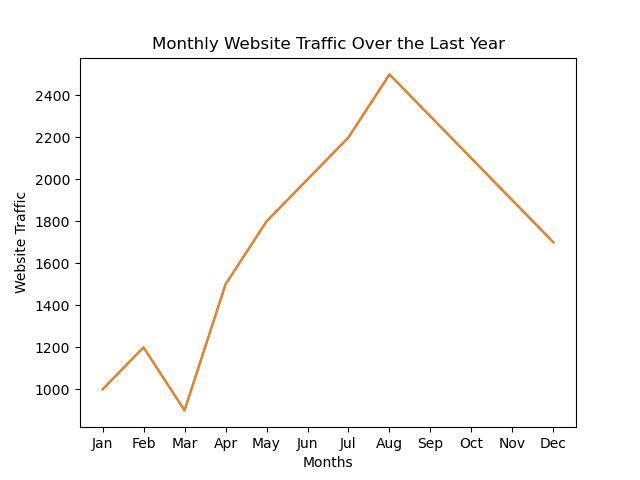 Monthly Website Traffic Over the Last Year
Website Traffic
2400
2200
2000
1800
1600
1400
1200
1000
Jan Feb Mar Apr May Jun Jul Aug Sep Oct Nov Dec
Months